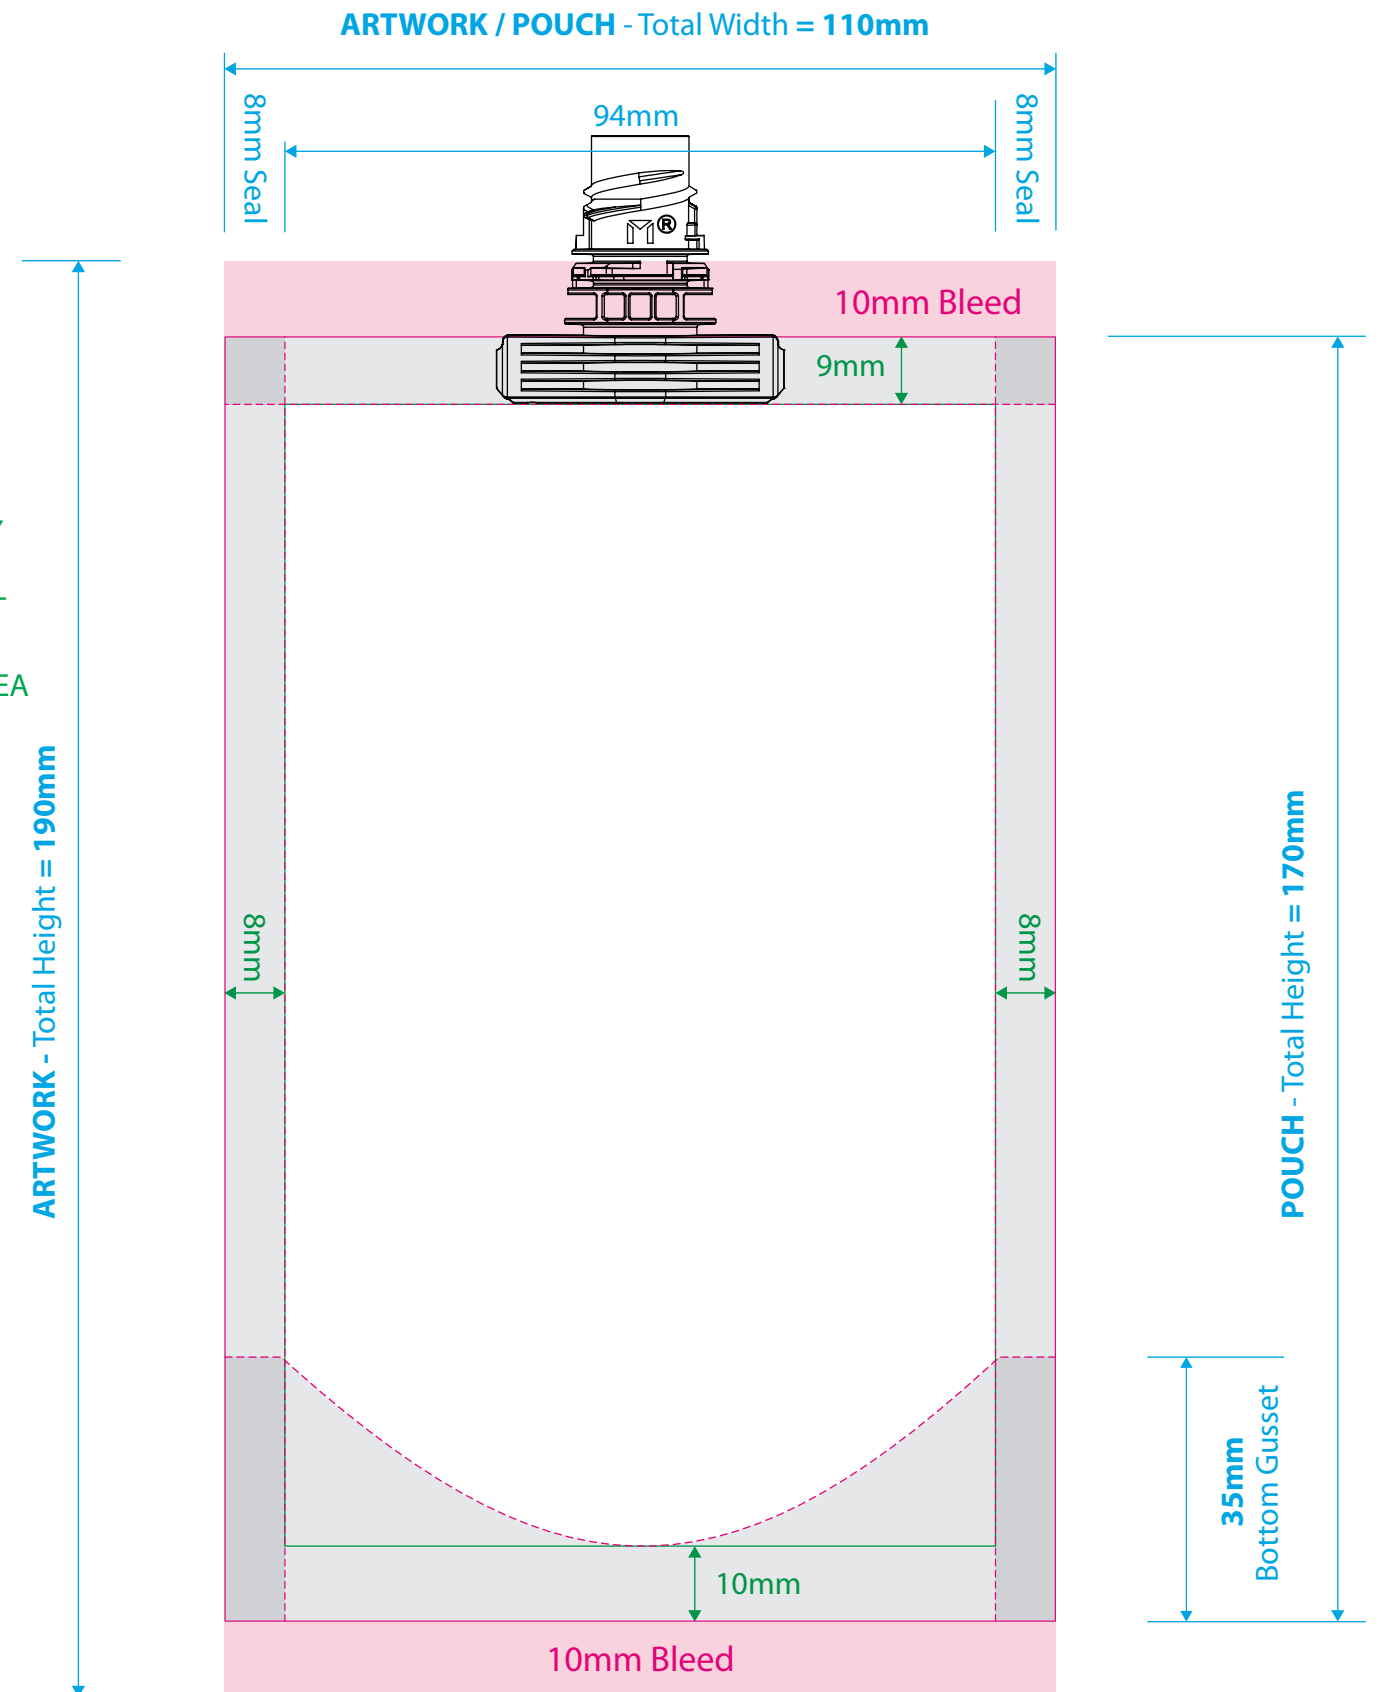 ARTWORK / POUCH - Total Width = 110mm
8mm Seal
94mm
8mm Seal
M®
10mm Bleed
9mm
EA
ARTWORK - Total Height = 190mm
POUCH - Total Height = 170mm
8mm
8mm
35mm
Bottom Gusset
10mm
10mm Bleed